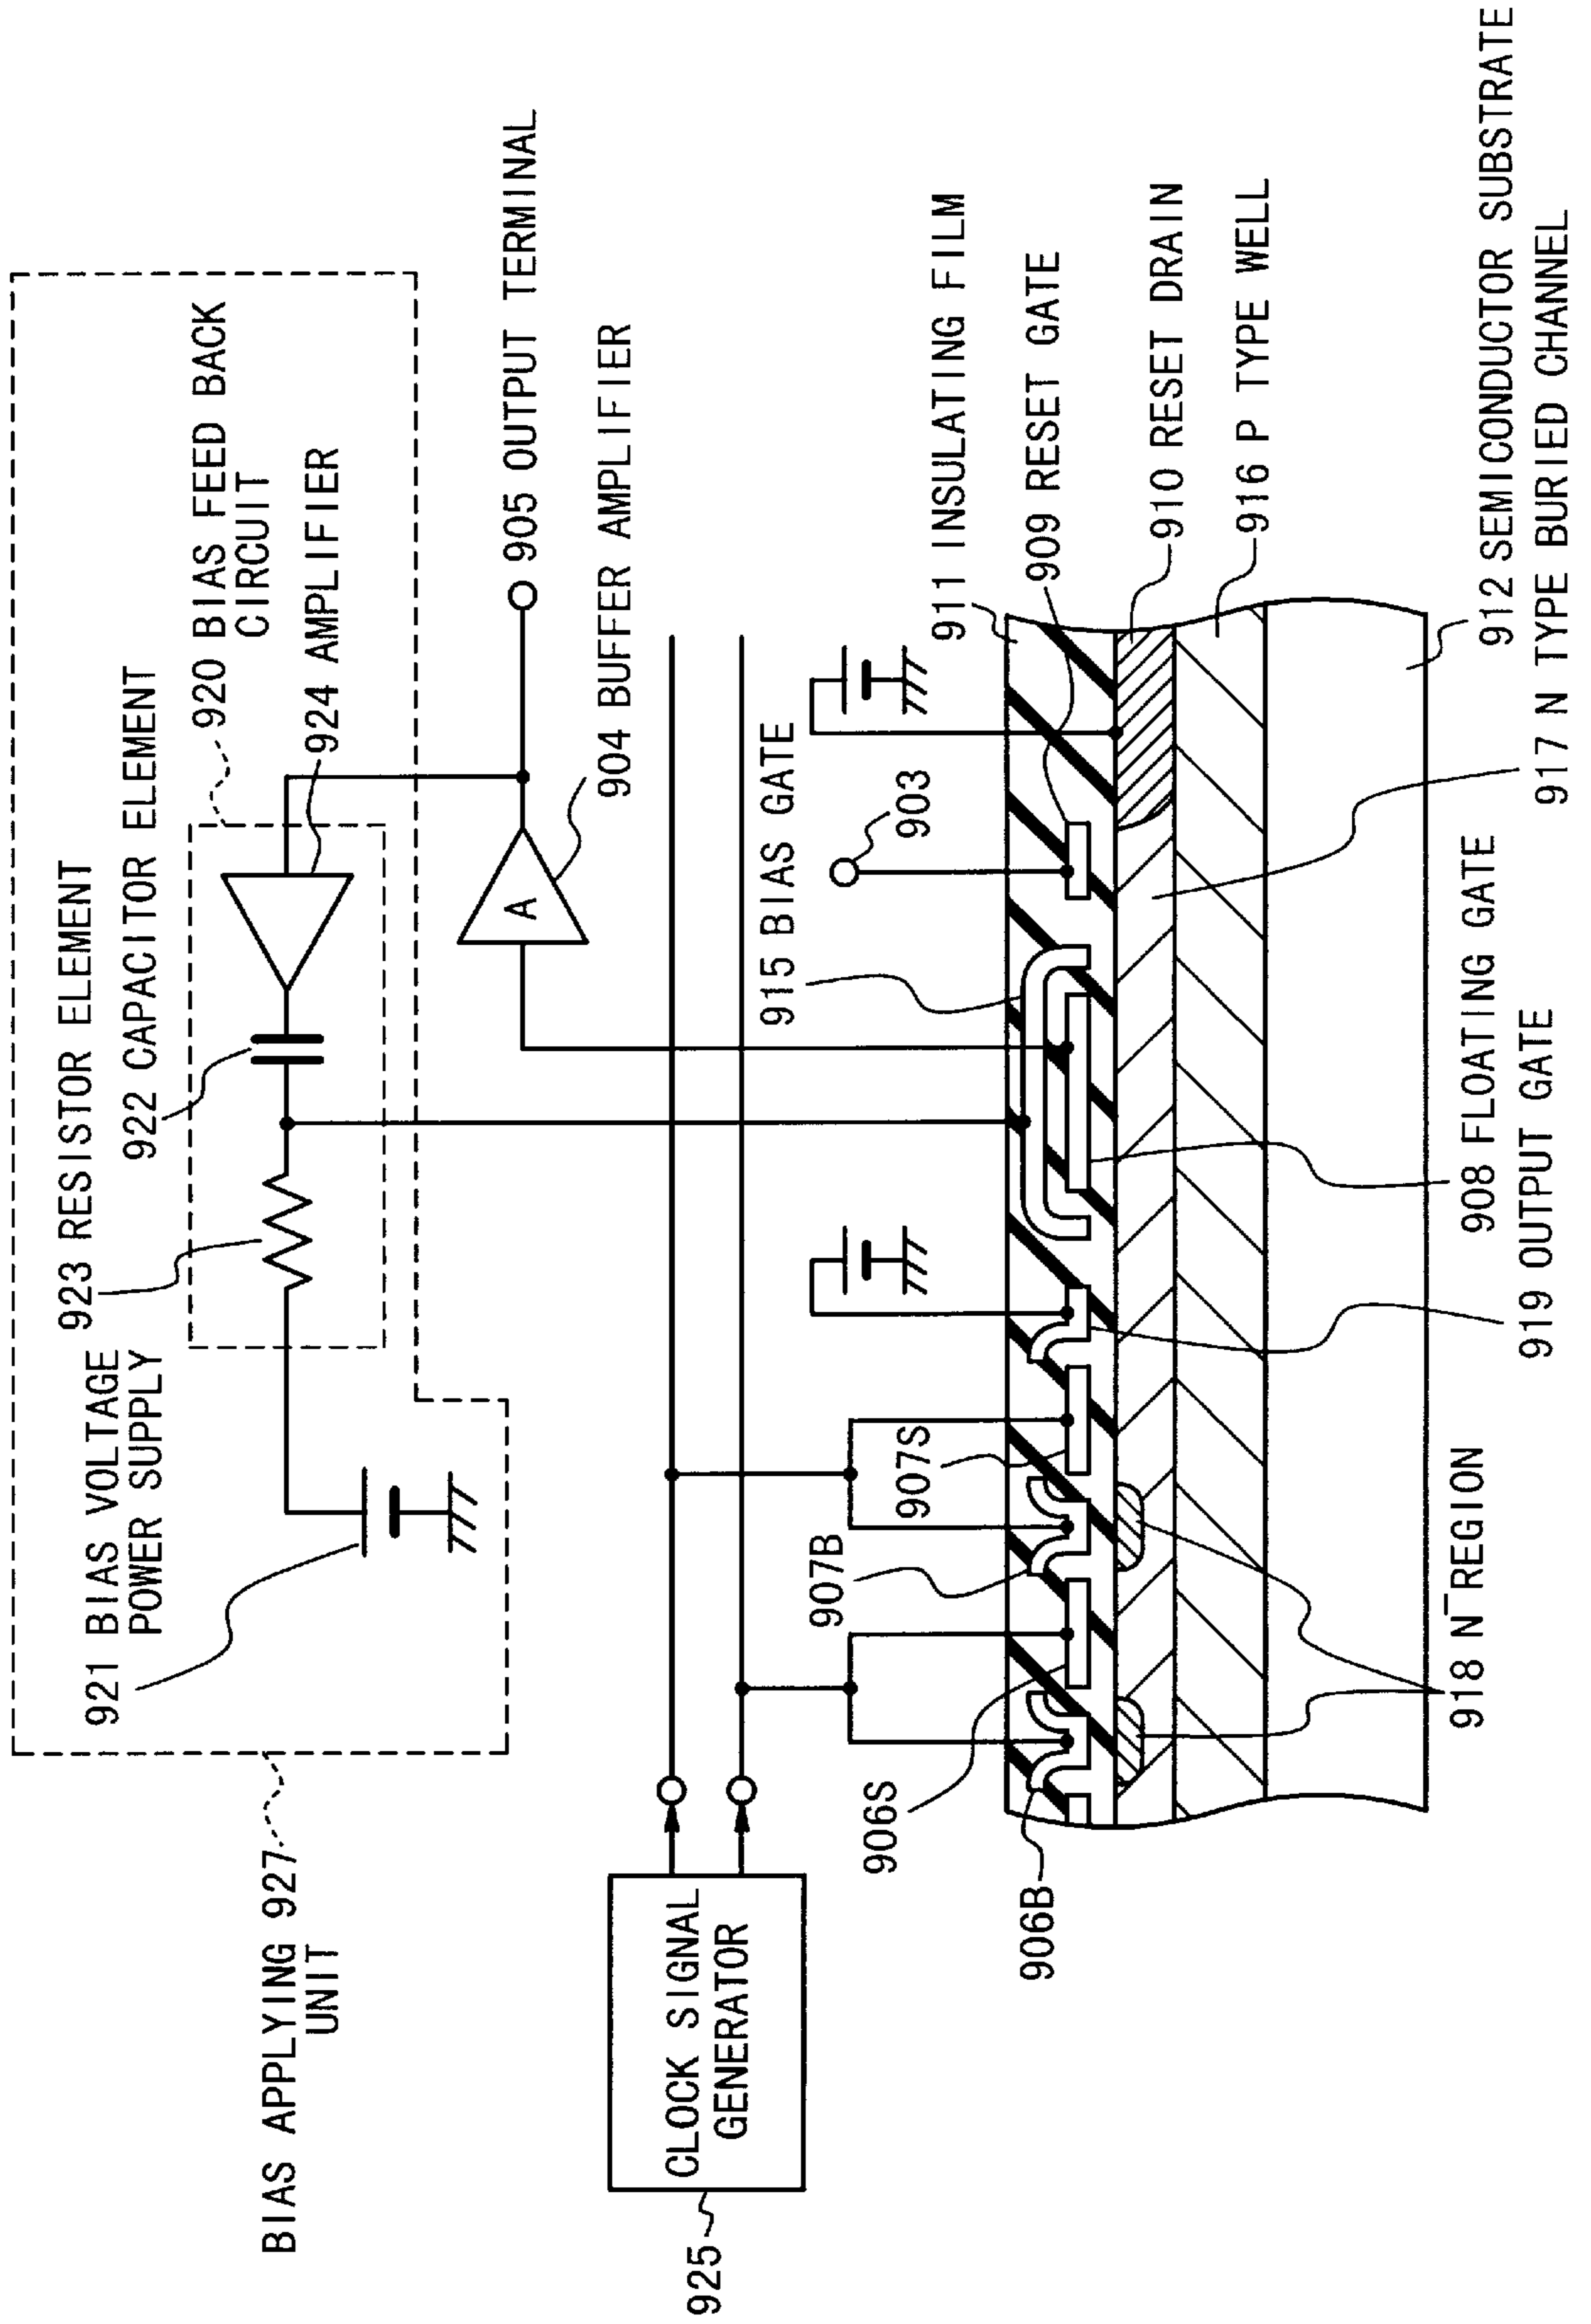 BIAS APPLYING 927
UNIT
921 BIAS VOLTAGE
POWER SUPPLY
923 RESISTOR ELEMENT
922 CAPACITOR ELEMENT
920 BIAS FEED BACK
CIRCUIT
924 AMPLIFIER
A
905 OUTPUT TERMINAL
904 BUFFER AMPLIFIER
925
CLOCK SIGNAL
GENERATOR
906B
906S
907B
907S
915 BIAS GATE
903
911 INSULATING FILM
909 RESET GATE
910 RESET DRAIN
916 P TYPE WELL
912 SEMICONDUCTOR SUBSTRATE
917 N TYPE BURIED CHANNEL
908 FLOATING GATE
919 OUTPUT GATE
918 N⁻REGION